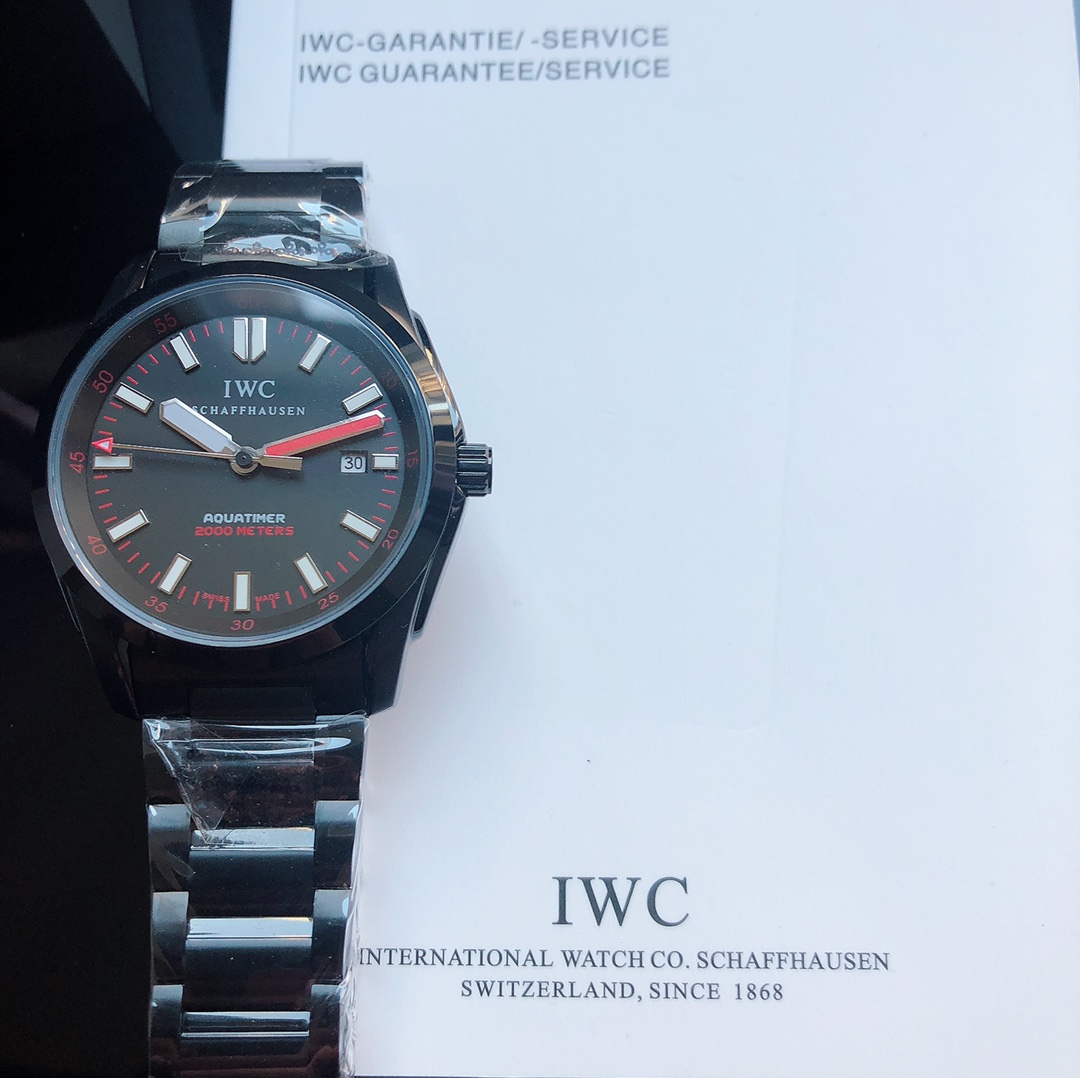 IWC-GARANTIE/ -SERVICE
IWC GUARANTEE/SERVICE
55
50
10
IWC
SCHAFFHAUSEN
45
30
15
AQUATIMER
2000 METERS
40
20
35
SWISS MADE
25
30
IWC
INTERNATIONAL WATCH CO. SCHAFFHAUSEN
SWITZERLAND, SINCE 1868